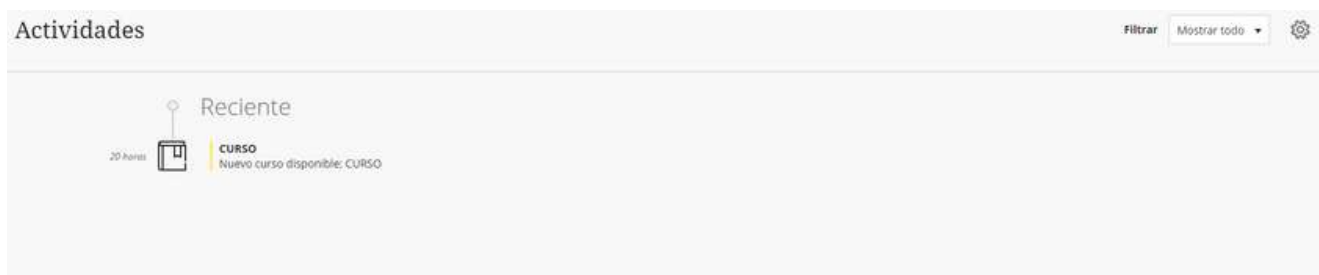 Actividades
Filtrar Mostrar todo
Reciente
20 horas
CURSO
Nuevo curso disponible: CURSO